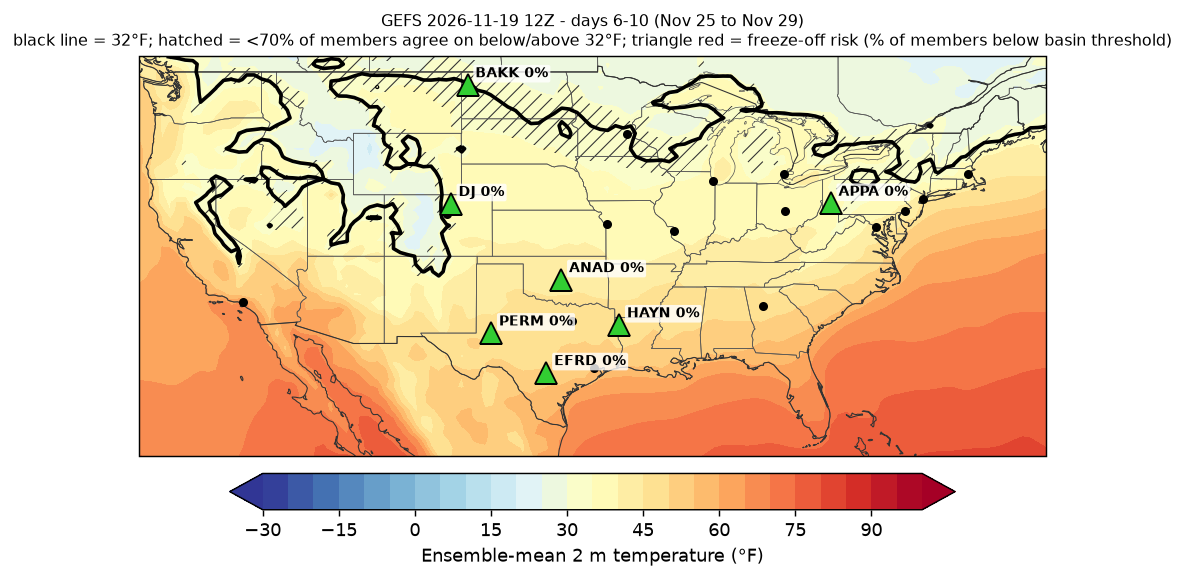 GEFS 2026-11-19 12Z - days 6-10 (Nov 25 to Nov 29)
black line = 32°F; hatched = <70% of members agree on below/above 32°F; triangle red = freeze-off risk (% of members below basin threshold)
BAKK 0%
DJ 0%
APPA 0%
ANAD 0%
HAYN 0%
PERM 0%
EFRD 0%
−30 −15 0 15 30 45 60 75 90
Ensemble-mean 2 m temperature (°F)